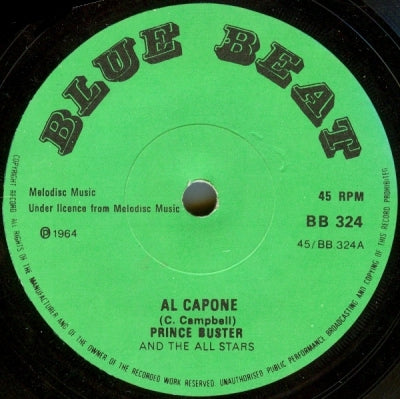 BLUE BEAT
Melodisc Music
Under licence from Melodisc Music
℗ 1964
45 RPM
BB 324
45/BB 324A
AL CAPONE
(C. Campbell)
PRINCE BUSTER
AND THE ALL STARS
COPYRIGHT RECORD. ALL RIGHTS OF THE MANUFACTURER AND OF THE OWNER OF THE RECORDED WORK RESERVED. UNAUTHORISED PUBLIC PERFORMANCE, BROADCASTING AND COPYING OF THIS RECORD PROHIBITED